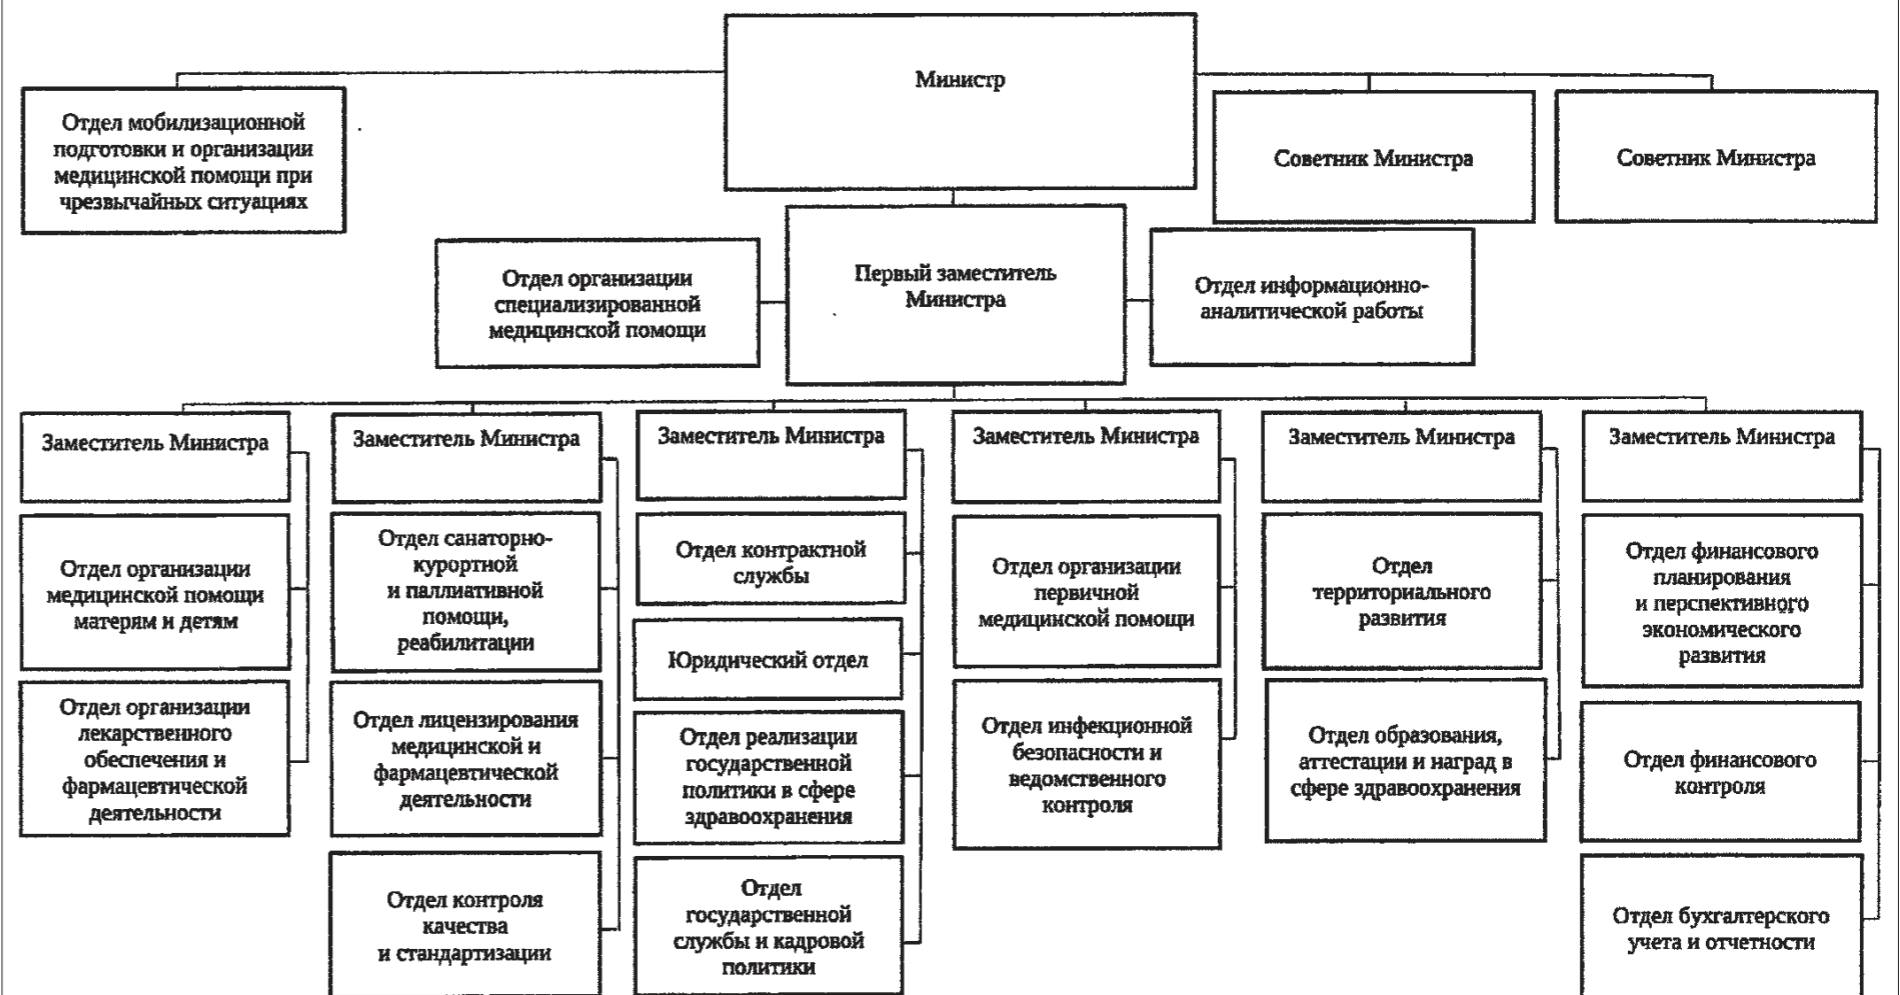 Министр
Отдел мобилизационной
подготовки и организации
медицинской помощи при
чрезвычайных ситуациях
Советник Министра
Советник Министра
Отдел организации
специализированной
медицинской помощи
Первый заместитель
Министра
Отдел информационно-
аналитической работы
Заместитель Министра
Отдел организации
медицинской помощи
матерям и детям
Отдел организации
лекарственного
обеспечения и
фармацевтической
деятельности
Заместитель Министра
Отдел санаторно-
курортной
и паллиативной
помощи,
реабилитации
Отдел лицензирования
медицинской и
фармацевтической
деятельности
Отдел контроля
качества
и стандартизации
Заместитель Министра
Отдел контрактной
службы
Юридический отдел
Отдел реализации
государственной
политики в сфере
здравоохранения
Отдел
государственной
службы и кадровой
политики
Заместитель Министра
Отдел организации
первичной
медицинской помощи
Отдел инфекционной
безопасности и
ведомственного
контроля
Заместитель Министра
Отдел
территориального
развития
Отдел образования,
аттестации и наград в
сфере здравоохранения
Заместитель Министра
Отдел финансового
планирования
и перспективного
экономического
развития
Отдел финансового
контроля
Отдел бухгалтерского
учета и отчетности